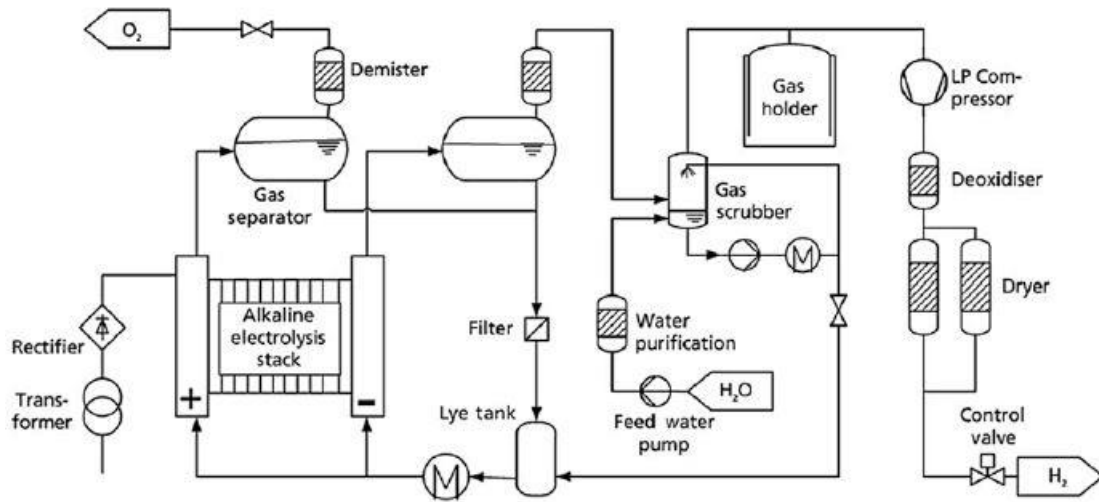 O₂
Demister
Gas
separator
Gas
holder
LP Com-
pressor
Deoxidiser
Gas
scrubber
Dryer
Alkaline
electrolysis
stack
+
-
Rectifier
Trans-
former
Filter
Water
purification
H₂O
Feed water
pump
Lye tank
M
M
Control
valve
H₂